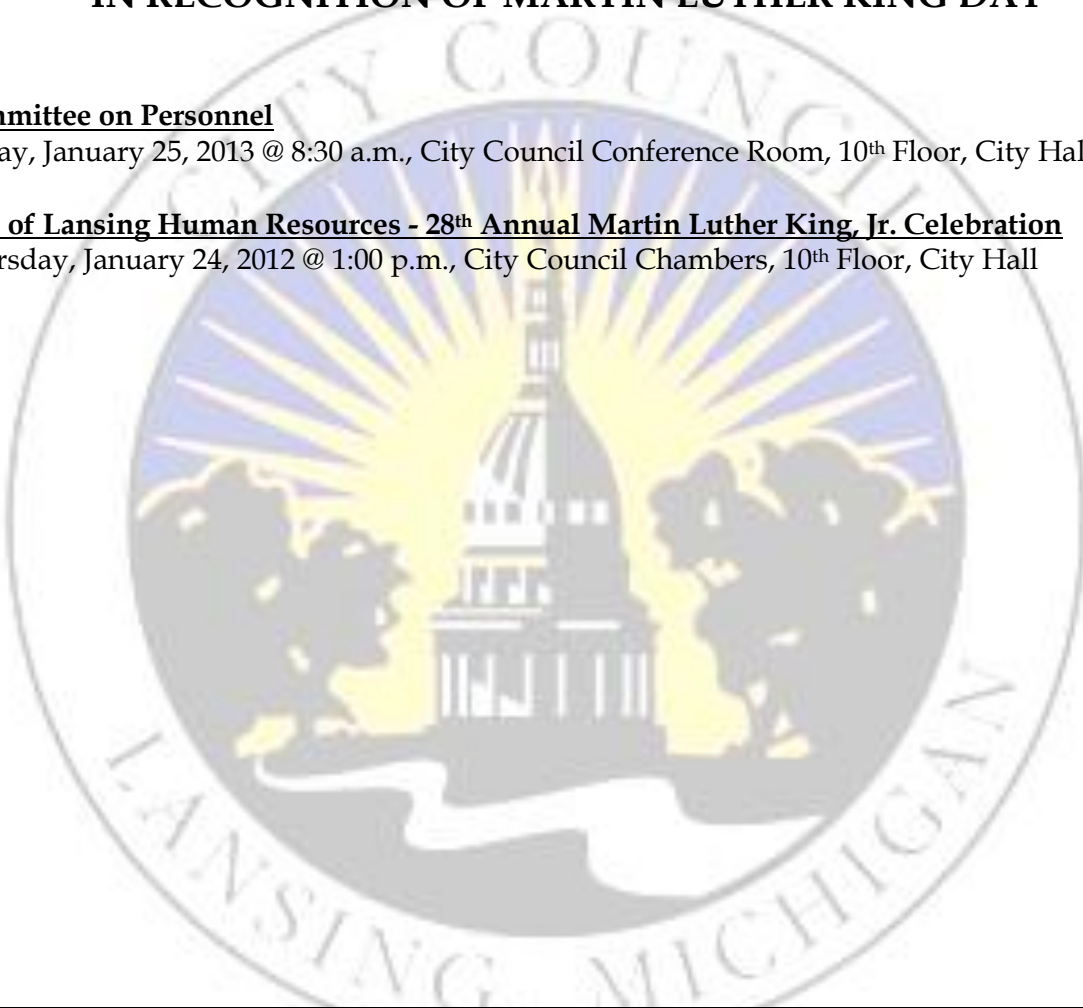 IN RECOGNITION OF MARTIN LUTHER KING DAY
mmittee on Personnel
ay, January 25, 2013 @ 8:30 a.m., City Council Conference Room, 10th Floor, City Hal
of Lansing Human Resources - 28th Annual Martin Luther King, Jr. Celebration
rsday, January 24, 2012 @ 1:00 p.m., City Council Chambers, 10th Floor, City Hall
CITY COUNCIL
LANSING MICHIGAN